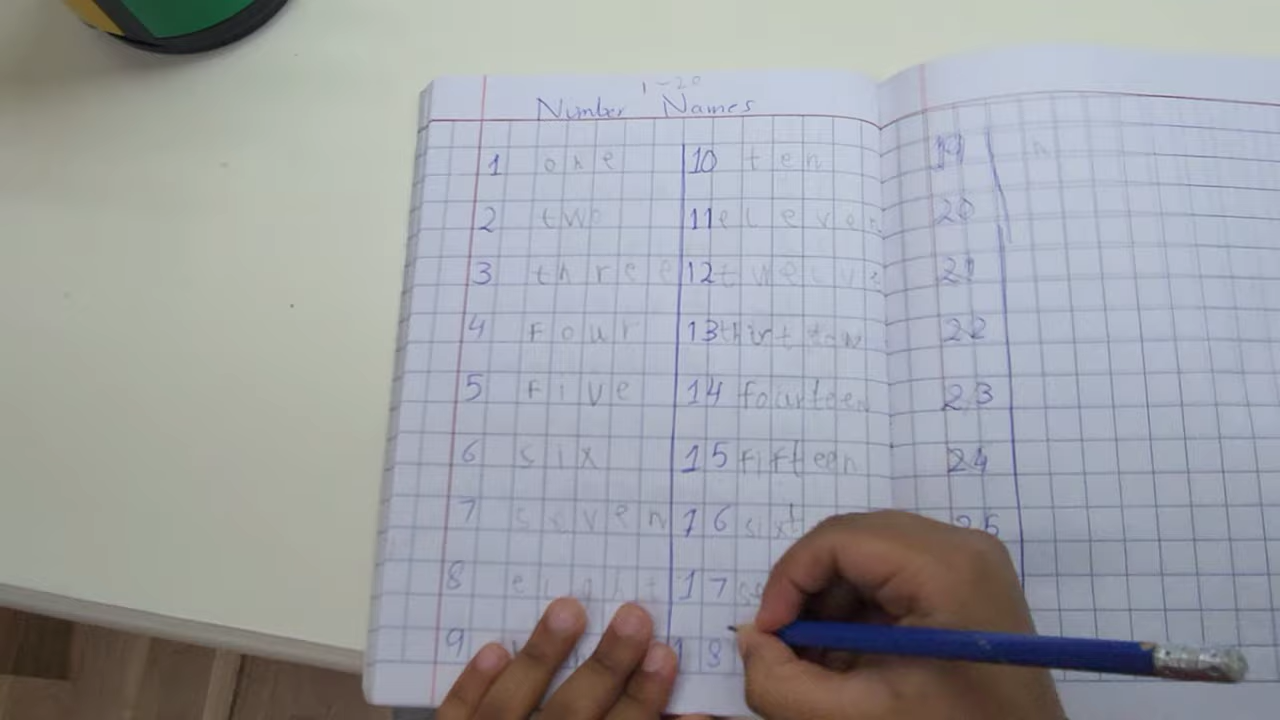 1-20
Number Names
1 one 10 ten 19 n
2 two 11 eleven 20
3 three 12 twelve 21
4 Four 13 22
5 Five 14 fourteen 23
6 six 15 fifteen 24
7 seven 16 sixt 25
8 eight 17 se
9 18